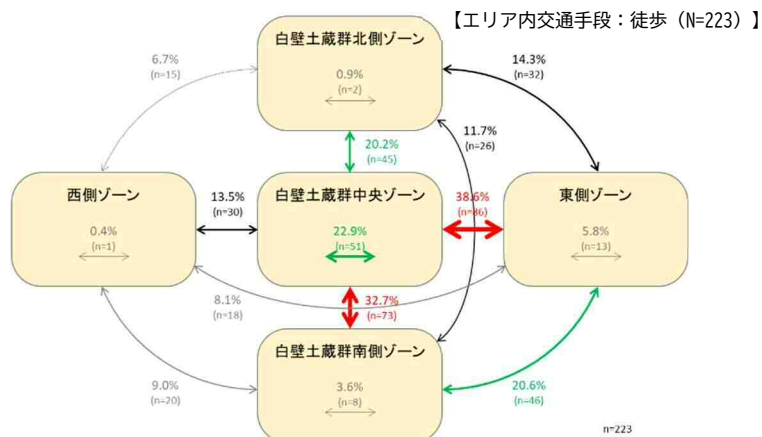 【エリア内交通手段：徒歩（N=223）】
白壁土蔵群北側ゾーン
0.9%
(n=2)
6.7%
(n=15)
14.3%
(n=32)
11.7%
(n=26)
20.2%
(n=45)
西側ゾーン
0.4%
(n=1)
13.5%
(n=30)
白壁土蔵群中央ゾーン
22.9%
(n=51)
38.6%
(n=86)
東側ゾーン
5.8%
(n=13)
8.1%
(n=18)
32.7%
(n=73)
白壁土蔵群南側ゾーン
3.6%
(n=8)
9.0%
(n=20)
20.6%
(n=46)
n=223